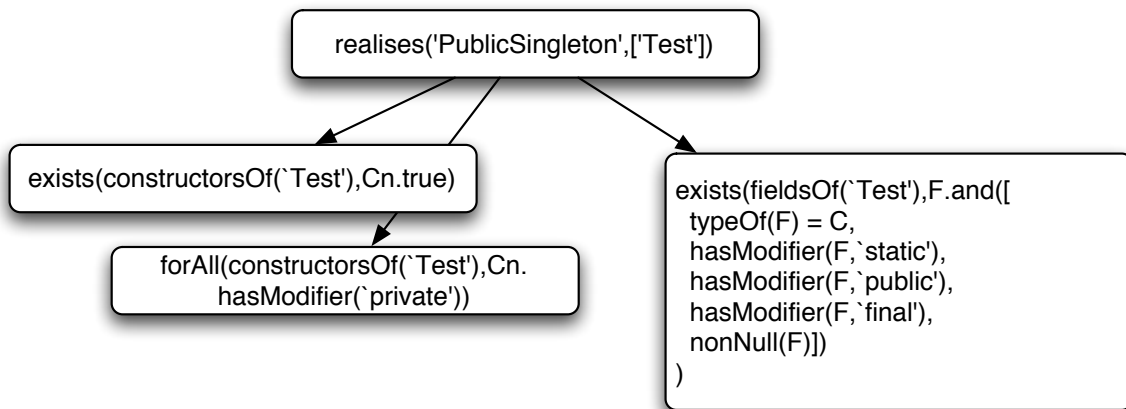 realises('PublicSingleton',['Test'])
exists(constructorsOf(`Test'),Cn.true)
forAll(constructorsOf(`Test'),Cn.
hasModifier(`private'))
exists(fieldsOf(`Test'),F.and([
typeOf(F) = C,
hasModifier(F,`static'),
hasModifier(F,`public'),
hasModifier(F,`final'),
nonNull(F)])
)